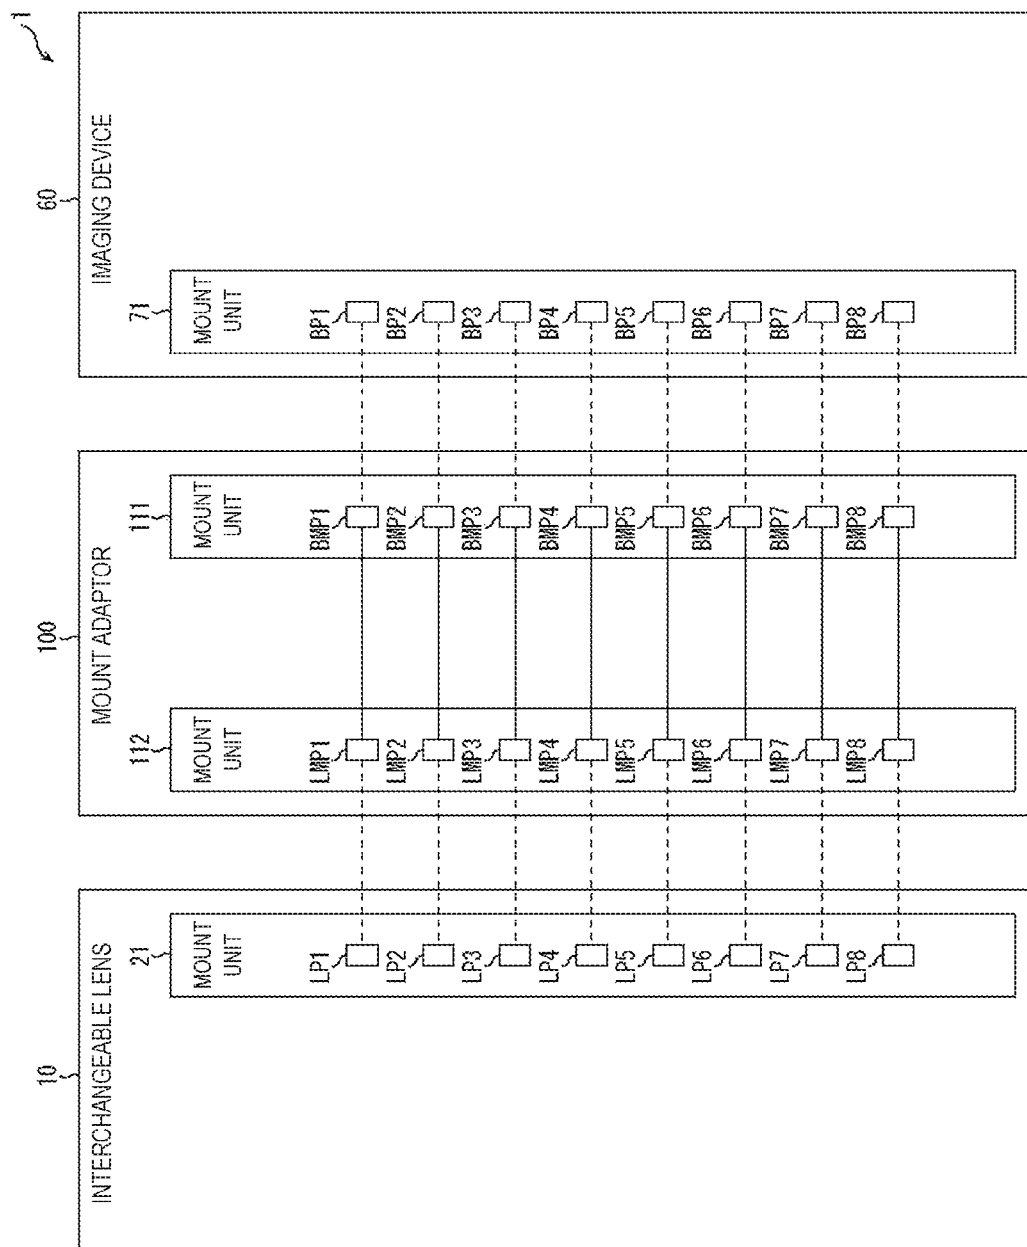 1
10
INTERCHANGEABLE LENS
21
MOUNT
UNIT
LP1
LP2
LP3
LP4
LP5
LP6
LP7
LP8
100
MOUNT ADAPTOR
112
MOUNT
UNIT
LMP1
LMP2
LMP3
LMP4
LMP5
LMP6
LMP7
LMP8
111
MOUNT
UNIT
BMP1
BMP2
BMP3
BMP4
BMP5
BMP6
BMP7
BMP8
60
IMAGING DEVICE
71
MOUNT
UNIT
BP1
BP2
BP3
BP4
BP5
BP6
BP7
BP8